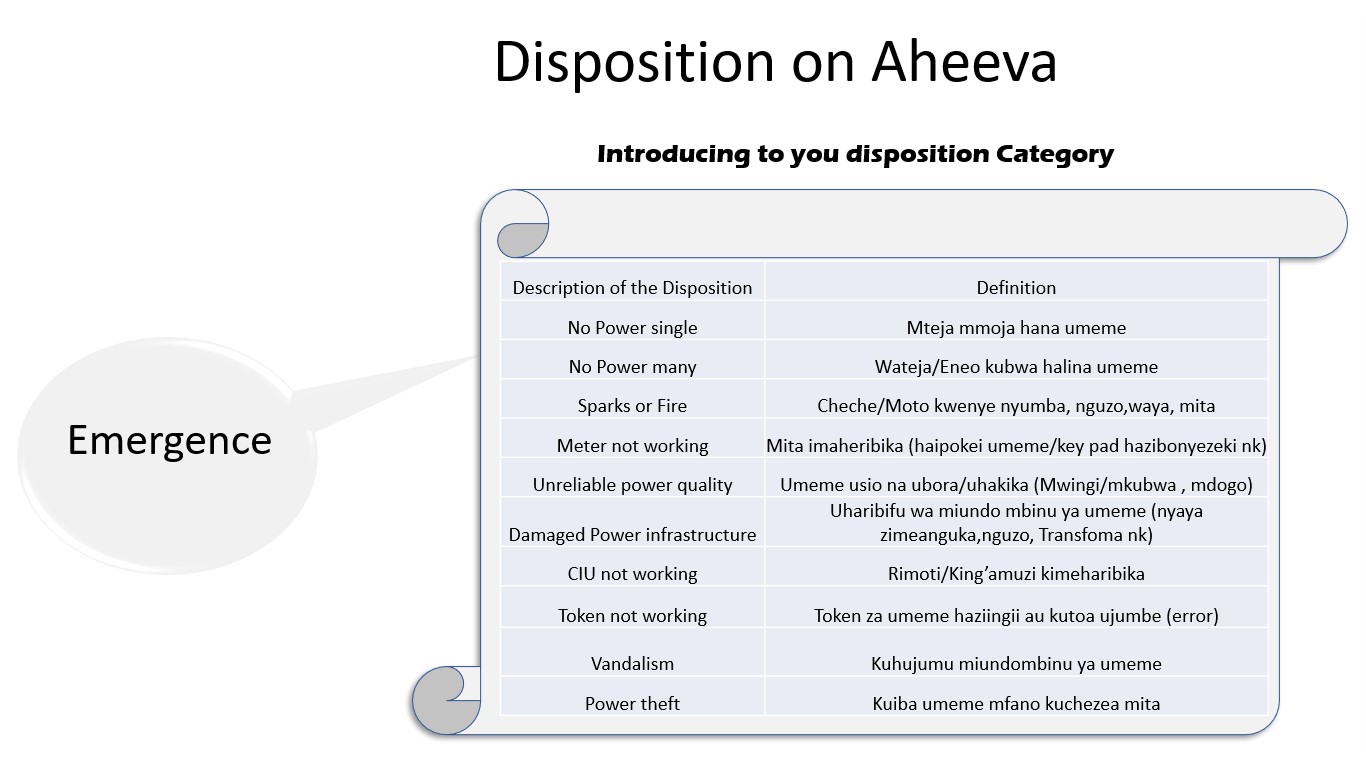 Disposition on Aheeva
Introducing to you disposition Category
Emergence
Description of the Disposition Definition
No Power single Mteja mmoja hana umeme
No Power many Wateja/Eneo kubwa halina umeme
Sparks or Fire Cheche/Moto kwenye nyumba, nguzo,waya, mita
Meter not working Mita imaheribika (haipokei umeme/key pad hazibonyezeki nk)
Unreliable power quality Umeme usio na ubora/uhakika (Mwingi/mkubwa , mdogo)
Damaged Power infrastructure Uharibifu wa miundo mbinu ya umeme (nyaya
zimeanguka,nguzo, Transfoma nk)
CIU not working Rimoti/King’amuzi kimeharibika
Token not working Token za umeme haziingii au kutoa ujumbe (error)
Vandalism Kuhujumu miundombinu ya umeme
Power theft Kuiba umeme mfano kuchezea mita